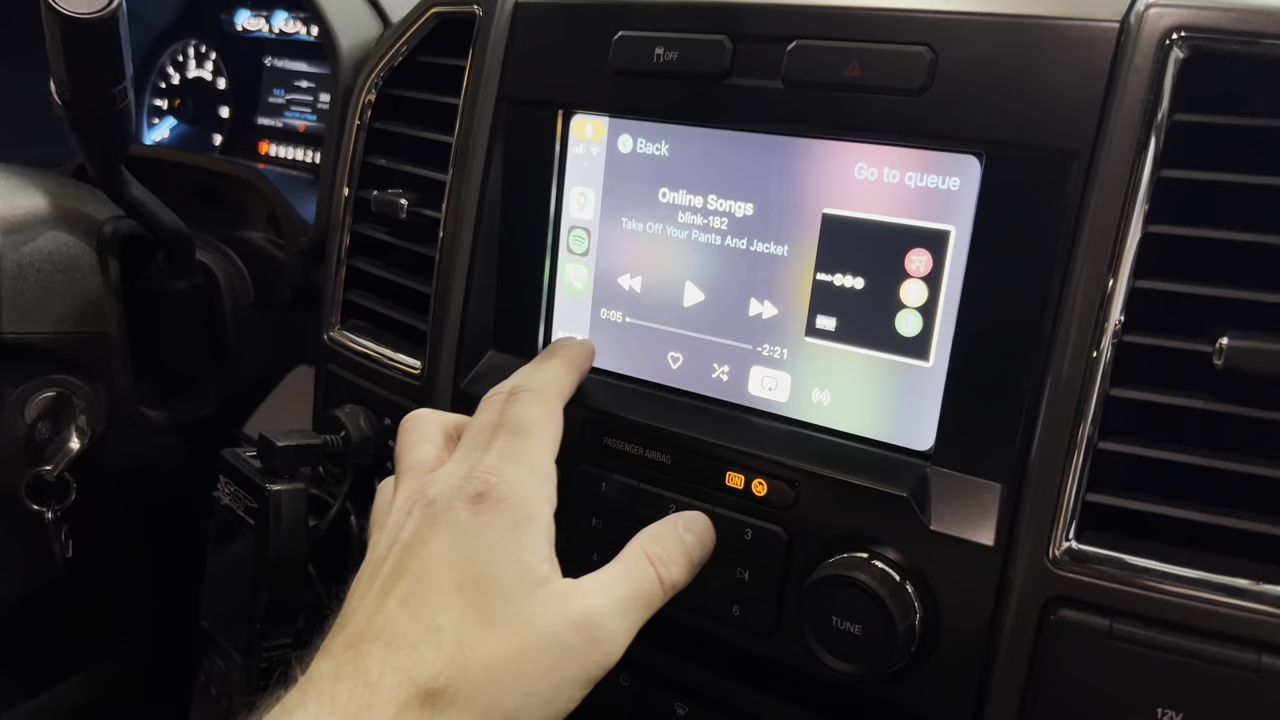 OFF
Back
Go to queue
Online Songs
blink-182
Take Off Your Pants And Jacket
0:05
-2:21
PASSENGER AIRBAG
ON
1
2
3
4
6
TUNE
12V